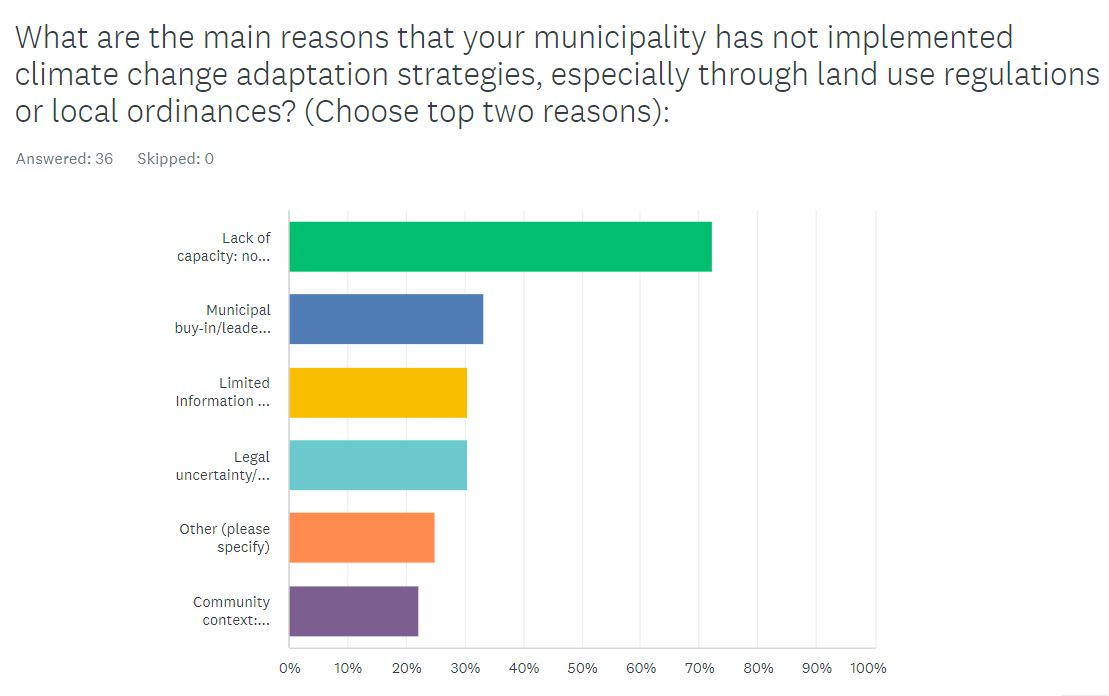 What are the main reasons that your municipality has not implemented
climate change adaptation strategies, especially through land use regulations
or local ordinances? (Choose top two reasons):
Answered: 36 Skipped: 0
Lack of
capacity: no...
Municipal
buy-in/leade...
Limited
Information ...
Legal
uncertainty/...
Other (please
specify)
Community
context:...
0% 10% 20% 30% 40% 50% 60% 70% 80% 90% 100%